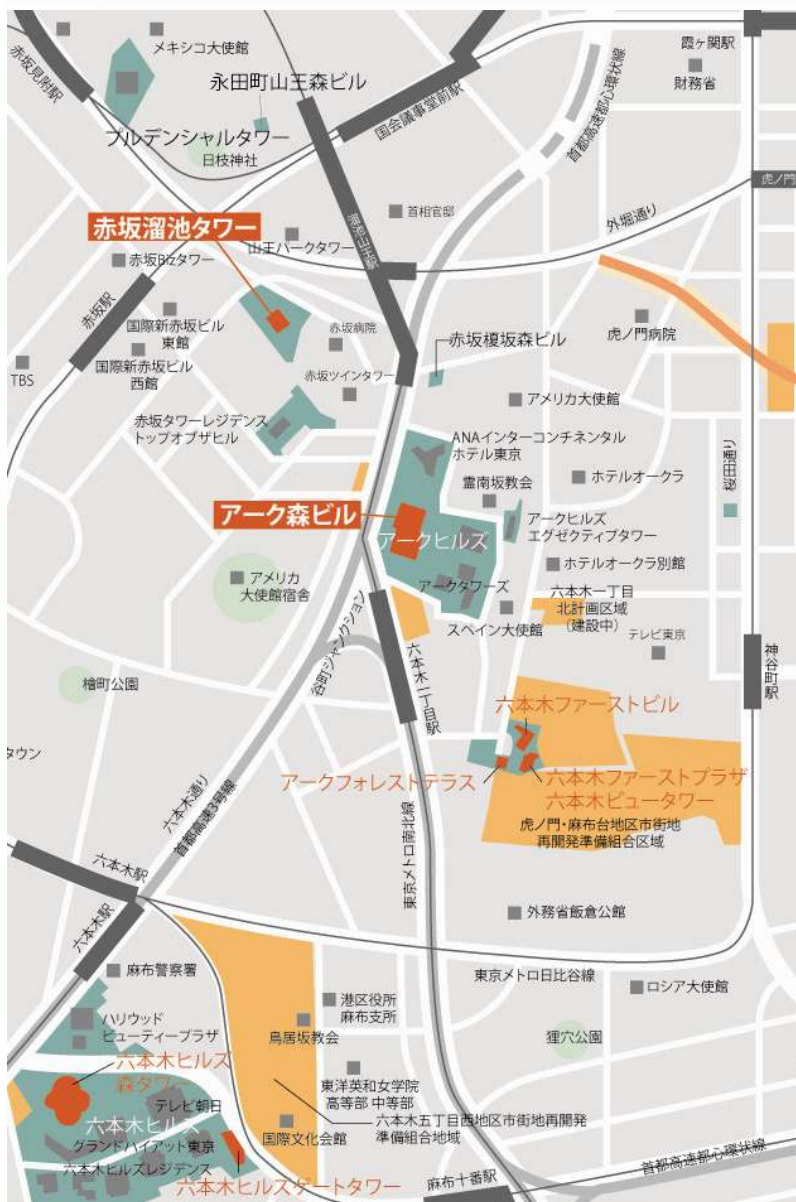 メキシコ大使館
赤坂見附駅
霞ヶ関駅
財務省
永田町山王森ビル
国会議事堂前駅
首都高速都心環状線
プルデンシャルタワー
日枝神社
虎ノ門
首相官邸
外堀通り
赤坂溜池タワー
山王パークタワー
溜池山王駅
赤坂Bizタワー
赤坂駅
国際新赤坂ビル
東館
赤坂病院
赤坂榎坂森ビル
虎ノ門病院
TBS
国際新赤坂ビル
西館
赤坂ツインタワー
アメリカ大使館
赤坂タワーレジデンス
トップオブザヒル
ANAインターコンチネンタル
ホテル東京
桜田通り
霊南坂教会
ホテルオークラ
アーク森ビル
アークヒルズ
アークヒルズ
エグゼクティブタワー
アメリカ
大使館宿舎
アークタワーズ
ホテルオークラ別館
六本木一丁目
北計画区域
(建設中)
スペイン大使館
テレビ東京
谷町ジャンクション
六本木一丁目駅
神谷町駅
檜町公園
タウン
六本木ファーストビル
アークフォレストテラス
六本木ファーストプラザ
六本木ビュータワー
六本木通り
首都高速3号線
東京メトロ南北線
虎ノ門・麻布台地区市街地
再開発準備組合区域
六本木駅
六本木駅
外務省飯倉公館
麻布警察署
東京メトロ日比谷線
ロシア大使館
港区役所
麻布支所
ハリウッド
ビューティープラザ
鳥居坂教会
狸穴公園
六本木ヒルズ
森タワー
東洋英和女学院
高等部 中等部
テレビ朝日
六本木ヒルズ
六本木五丁目西地区市街地再開発
準備組合地域
国際文化会館
グランドハイアット東京
六本木ヒルズレジデンス
六本木ヒルズゲートタワー
麻布十番駅
首都高速都心環状線